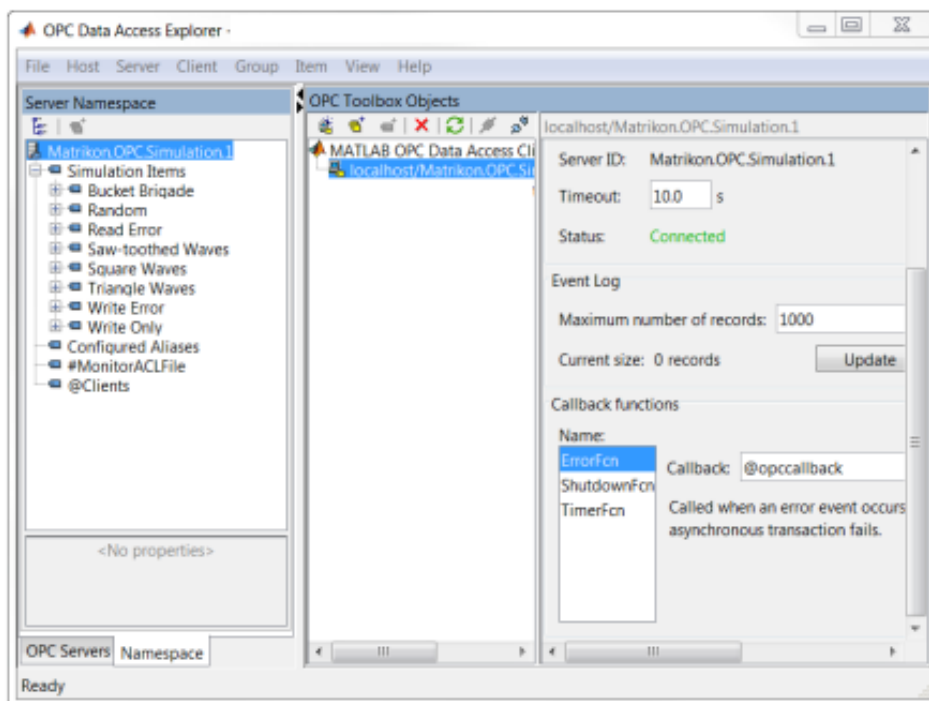 OPC Data Access Explorer -
File Host Server Client Group Item View Help
Server Namespace
Matrikon.OPC.Simulation.1
Simulation Items
Bucket Brigade
Random
Read Error
Saw-toothed Waves
Square Waves
Triangle Waves
Write Error
Write Only
Configured Aliases
#MonitorACLFile
@Clients
<No properties>
OPC Servers Namespace
OPC Toolbox Objects
MATLAB OPC Data Access Cli
localhost/Matrikon.OPC.Si
localhost/Matrikon.OPC.Simulation.1
Server ID: Matrikon.OPC.Simulation.1
Timeout: 10.0 s
Status: Connected
Event Log
Maximum number of records: 1000
Current size: 0 records Update
Callback functions
Name:
ErrorFcn
ShutdownFcn
TimerFcn
Callback: @opccallback
Called when an error event occurs
asynchronous transaction fails.
Ready